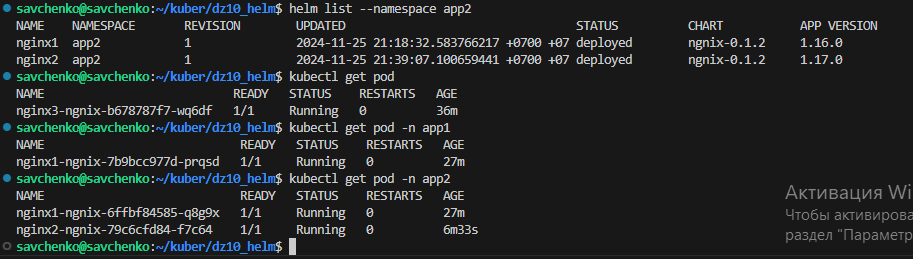 savchenko@savchenko:~/kuber/dz10_helm$ helm list --namespace app2
NAME NAMESPACE REVISION UPDATED STATUS CHART APP VERSION
nginx1 app2 1 2024-11-25 21:18:32.583766217 +0700 +07 deployed ngnix-0.1.2 1.16.0
nginx2 app2 1 2024-11-25 21:39:07.100659441 +0700 +07 deployed ngnix-0.1.2 1.17.0
savchenko@savchenko:~/kuber/dz10_helm$ kubectl get pod
NAME READY STATUS RESTARTS AGE
nginx3-ngnix-b678787f7-wq6df 1/1 Running 0 36m
savchenko@savchenko:~/kuber/dz10_helm$ kubectl get pod -n app1
NAME READY STATUS RESTARTS AGE
nginx1-ngnix-7b9bcc977d-prqsd 1/1 Running 0 27m
savchenko@savchenko:~/kuber/dz10_helm$ kubectl get pod -n app2
NAME READY STATUS RESTARTS AGE
nginx1-ngnix-6ffbf84585-q8g9x 1/1 Running 0 27m
nginx2-ngnix-79c6cfd84-f7c64 1/1 Running 0 6m33s
savchenko@savchenko:~/kuber/dz10_helm$
Активация Wi
Чтобы активирова
раздел "Параметр